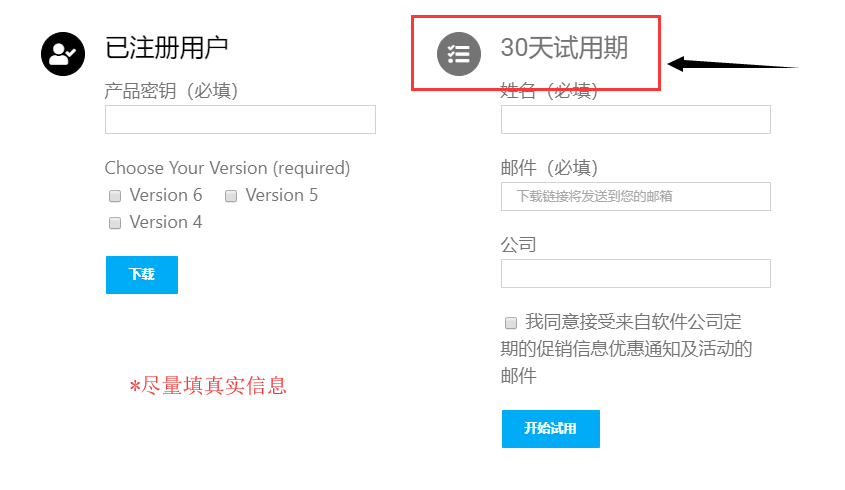 已注册用户
产品密钥（必填）
Choose Your Version (required)
Version 6 Version 5
Version 4
下载
*尽量填真实信息
30天试用期
姓名（必填）
邮件（必填）
下载链接将发送到您的邮箱
公司
我同意接受来自软件公司定
期的促销信息优惠通知及活动的
邮件
开始试用